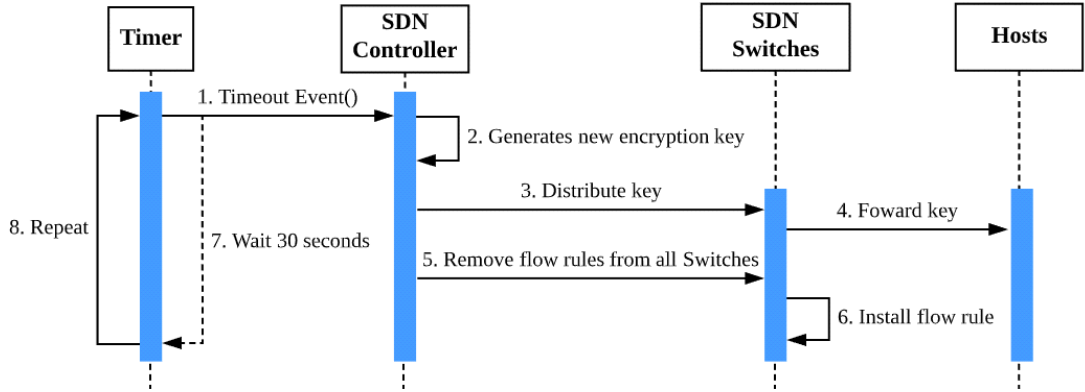 Timer
SDN
Controller
SDN
Switches
Hosts
1. Timeout Event()
2. Generates new encryption key
3. Distribute key
4. Foward key
8. Repeat
7. Wait 30 seconds
5. Remove flow rules from all Switches
6. Install flow rule